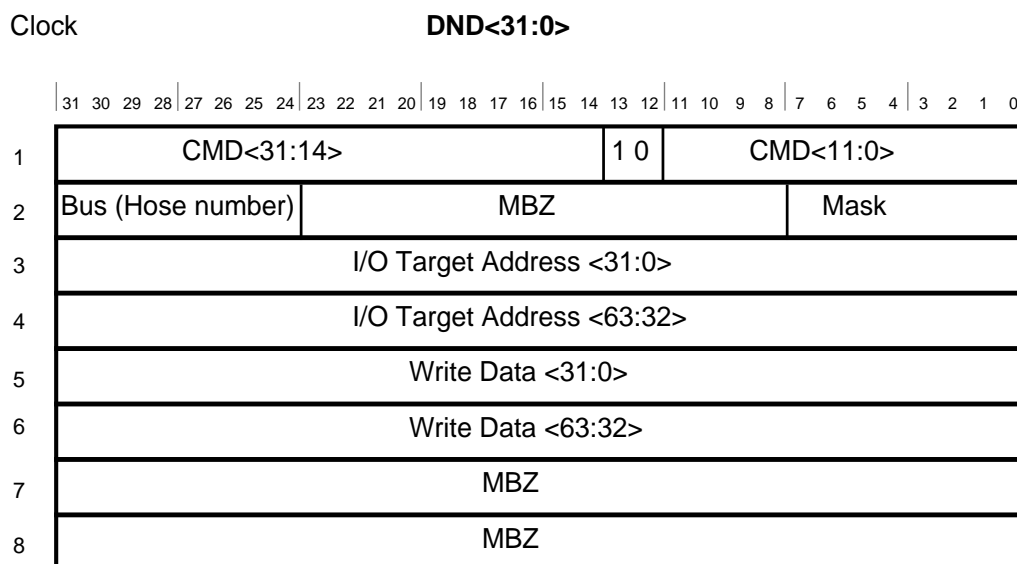 Clock DND<31:0>
31 30 29 28 27 26 25 24 23 22 21 20 19 18 17 16 15 14 13 12 11 10 9 8 7 6 5 4 3 2 1 0
1 CMD<31:14> 1 0 CMD<11:0>
2 Bus (Hose number) MBZ Mask
3 I/O Target Address <31:0>
4 I/O Target Address <63:32>
5 Write Data <31:0>
6 Write Data <63:32>
7 MBZ
8 MBZ